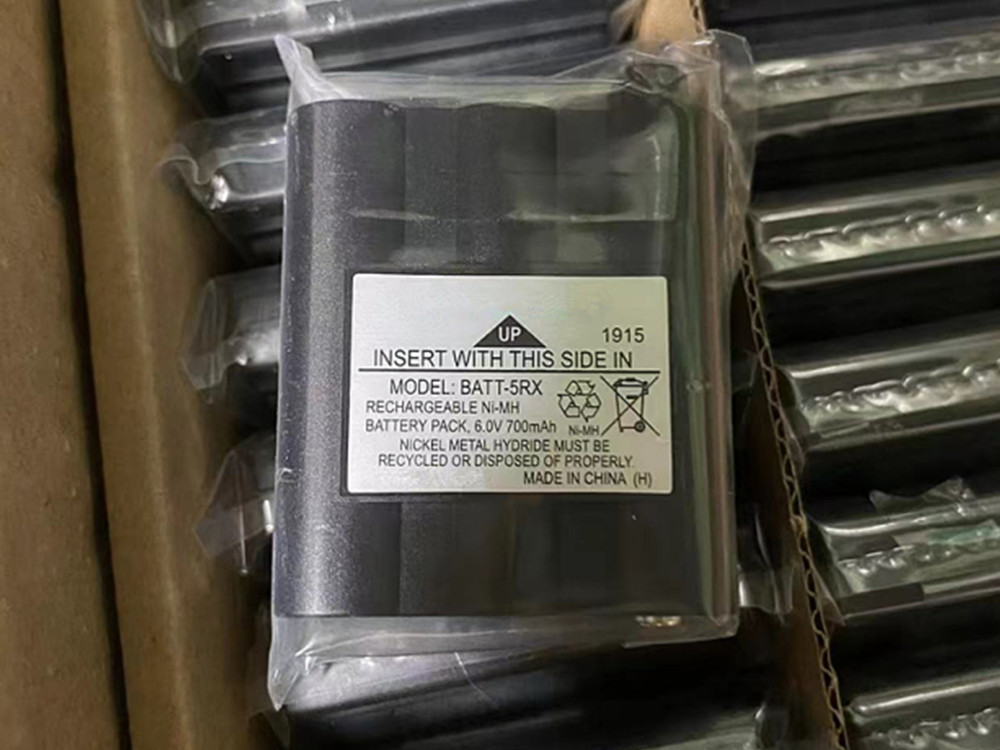 UP
1915
INSERT WITH THIS SIDE IN
MODEL: BATT-5RX
RECHARGEABLE Ni-MH
BATTERY PACK, 6.0V 700mAh
Ni-MH
NICKEL METAL HYDRIDE MUST BE
RECYCLED OR DISPOSED OF PROPERLY.
MADE IN CHINA (H)